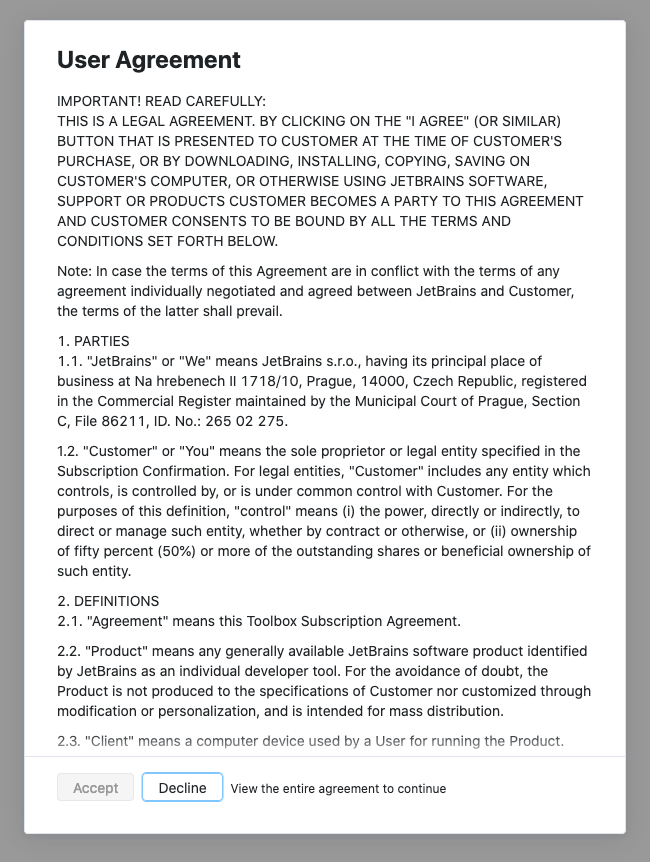 User Agreement
IMPORTANT! READ CAREFULLY:
THIS IS A LEGAL AGREEMENT. BY CLICKING ON THE "I AGREE" (OR SIMILAR)
BUTTON THAT IS PRESENTED TO CUSTOMER AT THE TIME OF CUSTOMER'S
PURCHASE, OR BY DOWNLOADING, INSTALLING, COPYING, SAVING ON
CUSTOMER'S COMPUTER, OR OTHERWISE USING JETBRAINS SOFTWARE,
SUPPORT OR PRODUCTS CUSTOMER BECOMES A PARTY TO THIS AGREEMENT
AND CUSTOMER CONSENTS TO BE BOUND BY ALL THE TERMS AND
CONDITIONS SET FORTH BELOW.
Note: In case the terms of this Agreement are in conflict with the terms of any
agreement individually negotiated and agreed between JetBrains and Customer,
the terms of the latter shall prevail.
1. PARTIES
1.1. "JetBrains" or "We" means JetBrains s.r.o., having its principal place of
business at Na hrebenech II 1718/10, Prague, 14000, Czech Republic, registered
in the Commercial Register maintained by the Municipal Court of Prague, Section
C, File 86211, ID. No.: 265 02 275.
1.2. "Customer" or "You" means the sole proprietor or legal entity specified in the
Subscription Confirmation. For legal entities, "Customer" includes any entity which
controls, is controlled by, or is under common control with Customer. For the
purposes of this definition, "control" means (i) the power, directly or indirectly, to
direct or manage such entity, whether by contract or otherwise, or (ii) ownership
of fifty percent (50%) or more of the outstanding shares or beneficial ownership of
such entity.
2. DEFINITIONS
2.1. "Agreement" means this Toolbox Subscription Agreement.
2.2. "Product" means any generally available JetBrains software product identified
by JetBrains as an individual developer tool. For the avoidance of doubt, the
Product is not produced to the specifications of Customer nor customized through
modification or personalization, and is intended for mass distribution.
2.3. "Client" means a computer device used by a User for running the Product.
Accept Decline View the entire agreement to continue